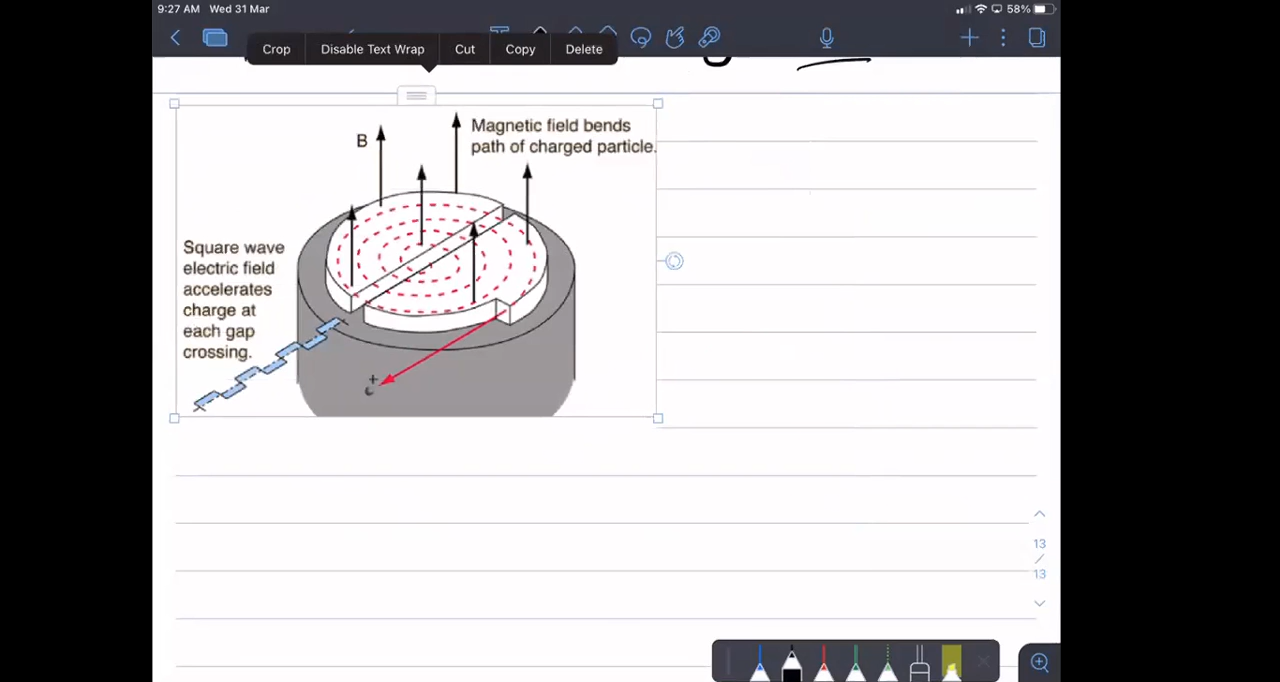 9:27 AM Wed 31 Mar
58%
Crop Disable Text Wrap Cut Copy Delete
B
Magnetic field bends
path of charged particle.
Square wave
electric field
accelerates
charge at
each gap
crossing.
+
13
/
13